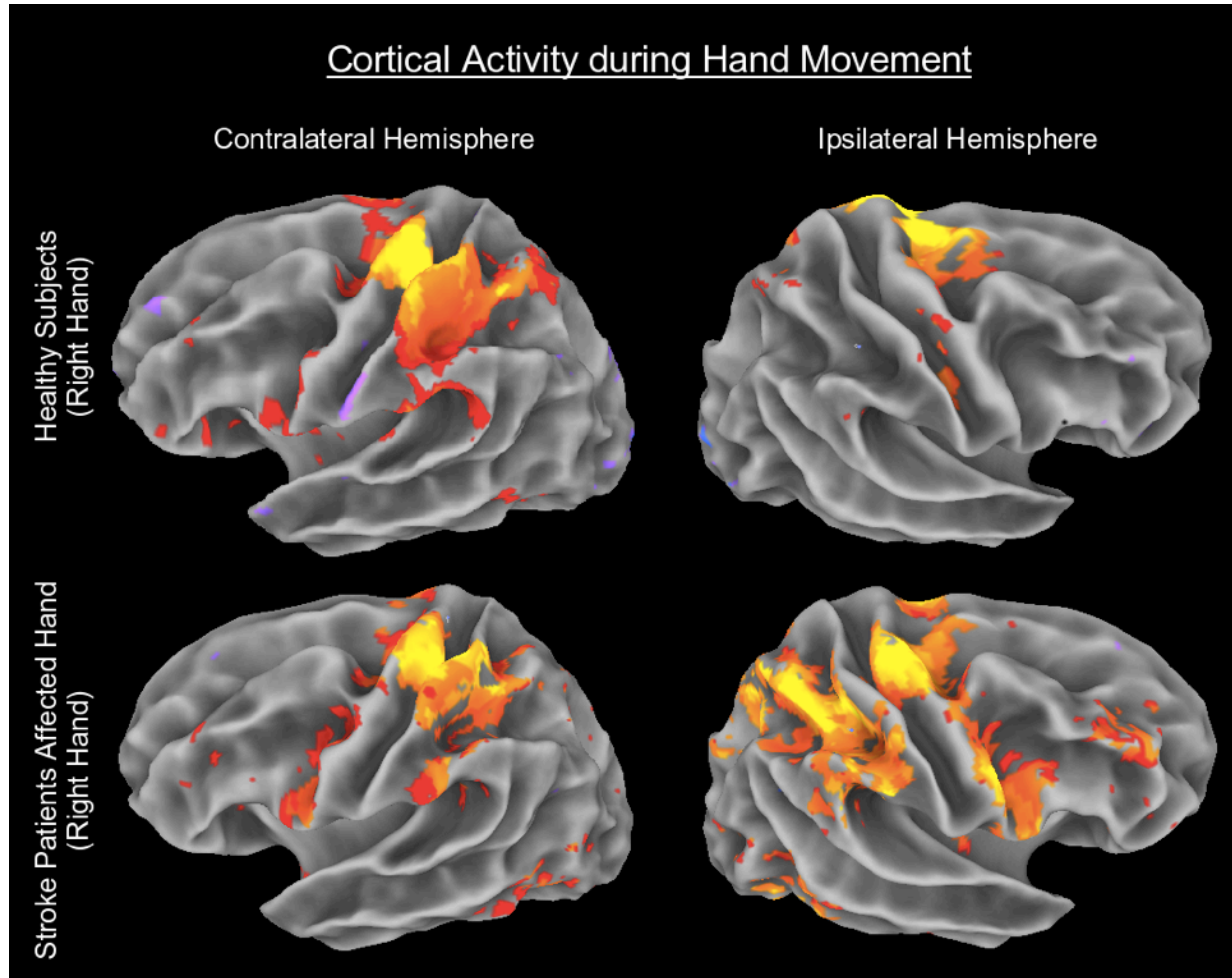 Cortical Activity during Hand Movement
Contralateral Hemisphere
Ipsilateral Hemisphere
Healthy Subjects
(Right Hand)
Stroke Patients Affected Hand
(Right Hand)